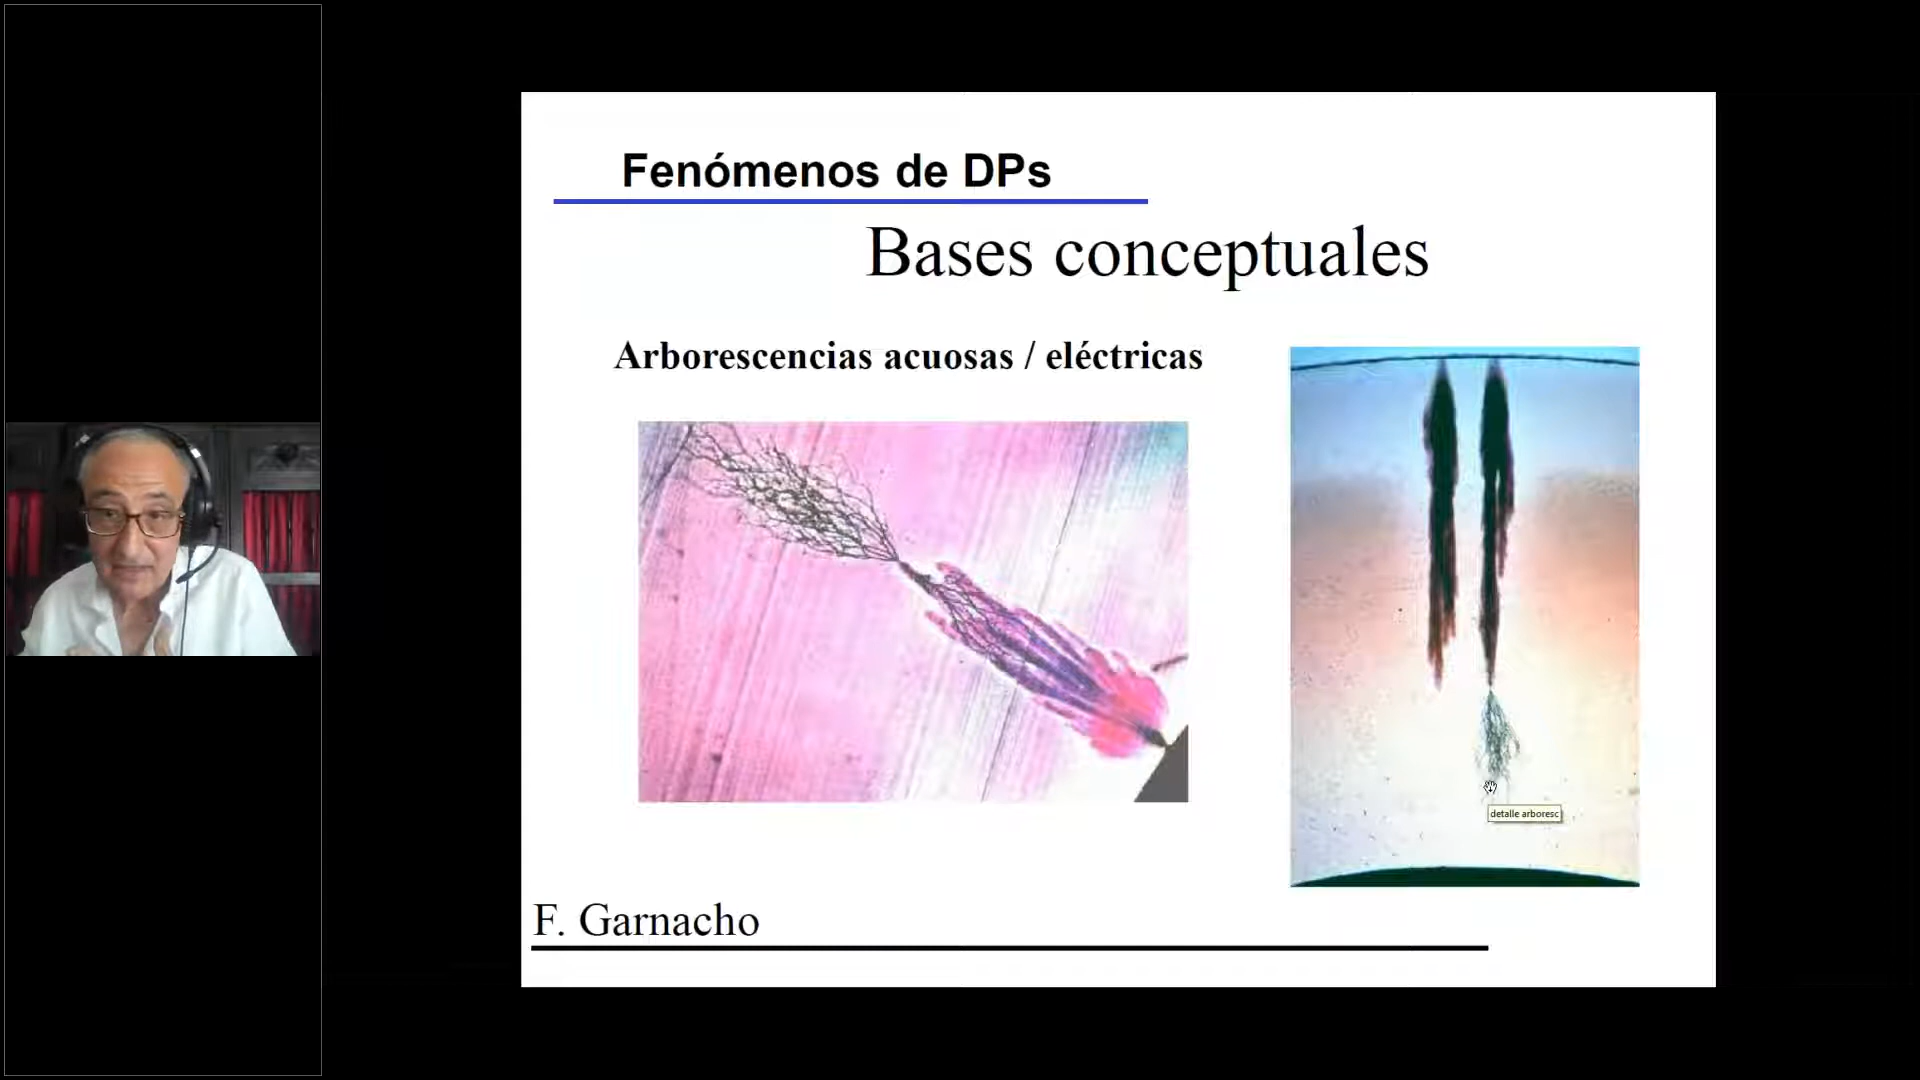 Fenómenos de DPs
Bases conceptuales
Arborescencias acuosas / eléctricas
detalle arboresc
F. Garnacho